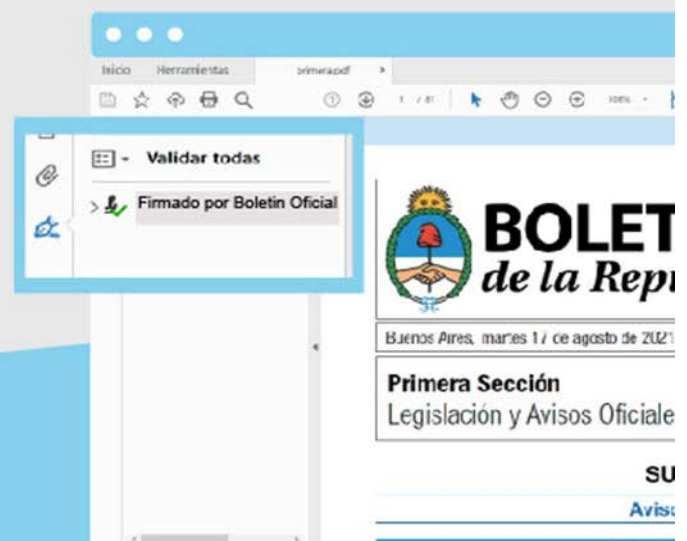 Inicio Herramientas primera.pdf
1 / 81 100%
Validar todas
Firmado por Boletin Oficial
BOLET
de la Repu
Buenos Aires, martes 17 de agosto de 2021
Primera Sección
Legislación y Avisos Oficiale
SU
Aviso